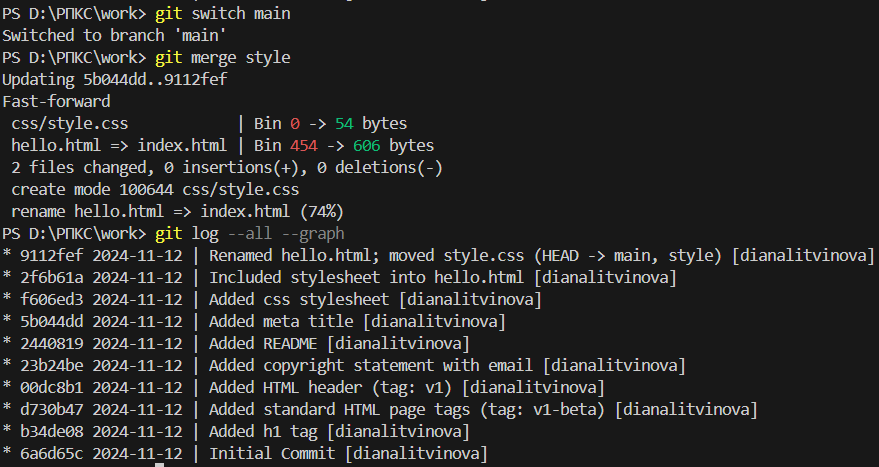 PS D:\РПКС\work> git switch main
Switched to branch 'main'
PS D:\РПКС\work> git merge style
Updating 5b044dd..9112fef
Fast-forward
 css/style.css            | Bin 0 -> 54 bytes
 hello.html => index.html | Bin 454 -> 606 bytes
 2 files changed, 0 insertions(+), 0 deletions(-)
 create mode 100644 css/style.css
 rename hello.html => index.html (74%)
PS D:\РПКС\work> git log --all --graph
* 9112fef 2024-11-12 | Renamed hello.html; moved style.css (HEAD -> main, style) [dianalitvinova]
* 2f6b61a 2024-11-12 | Included stylesheet into hello.html [dianalitvinova]
* f606ed3 2024-11-12 | Added css stylesheet [dianalitvinova]
* 5b044dd 2024-11-12 | Added meta title [dianalitvinova]
* 2440819 2024-11-12 | Added README [dianalitvinova]
* 23b24be 2024-11-12 | Added copyright statement with email [dianalitvinova]
* 00dc8b1 2024-11-12 | Added HTML header (tag: v1) [dianalitvinova]
* d730b47 2024-11-12 | Added standard HTML page tags (tag: v1-beta) [dianalitvinova]
* b34de08 2024-11-12 | Added h1 tag [dianalitvinova]
* 6a6d65c 2024-11-12 | Initial Commit [dianalitvinova]